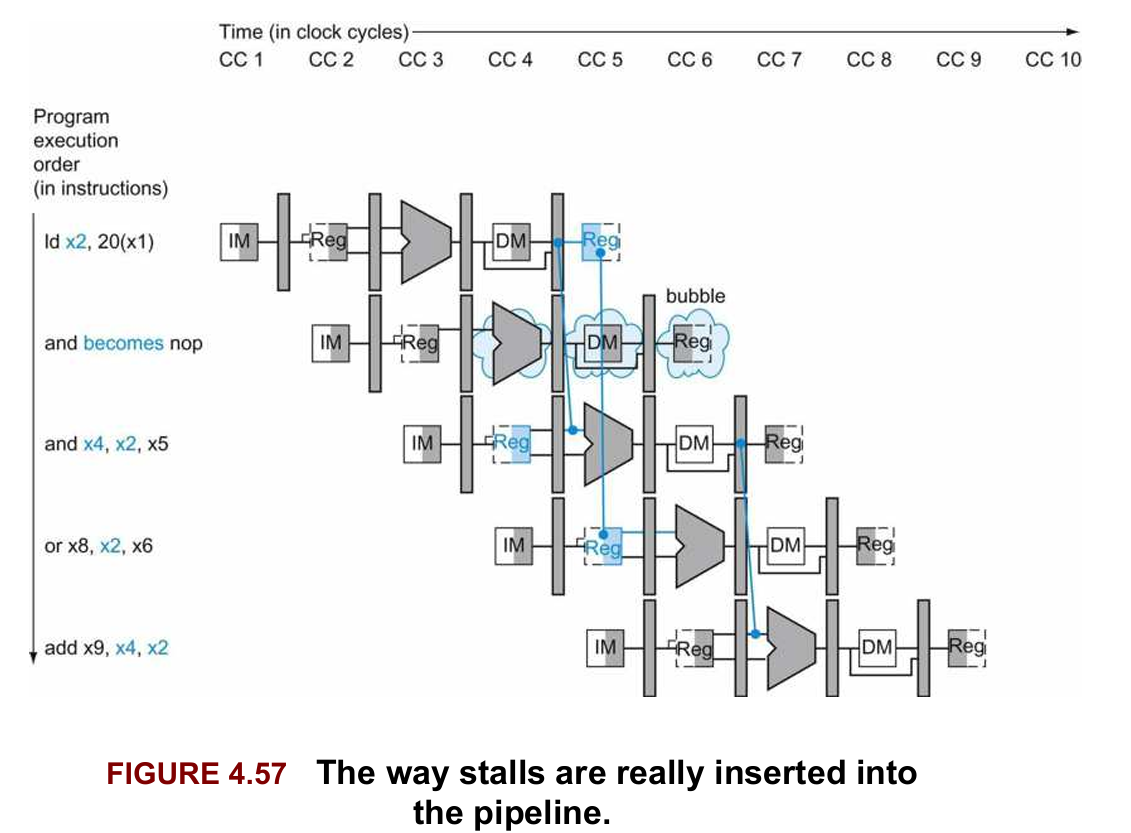 Time (in clock cycles)
CC 1 CC 2 CC 3 CC 4 CC 5 CC 6 CC 7 CC 8 CC 9 CC 10
Program
execution
order
(in instructions)
ld x2, 20(x1)
IM Reg DM Reg
bubble
and becomes nop
IM Reg DM Reg
and x4, x2, x5
IM Reg DM Reg
or x8, x2, x6
IM Reg DM Reg
add x9, x4, x2
IM Reg DM Reg
FIGURE 4.57 The way stalls are really inserted into
the pipeline.